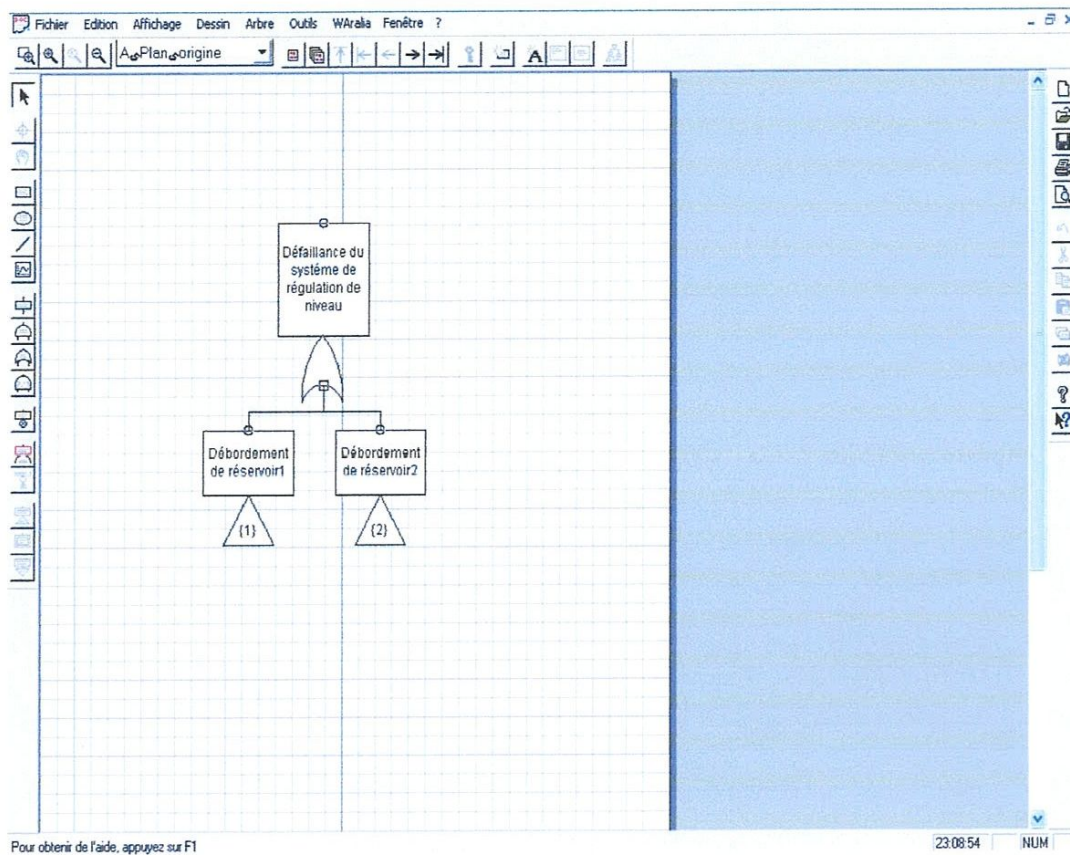 Fichier Edition Affichage Dessin Arbre Outils WAralia Fenêtre ?
Plan origine
A
Défaillance du
systéme de
régulation de
niveau
Débordement
de réservoir1
Débordement
de réservoir2
{1}
{2}
Pour obtenir de l'aide, appuyez sur F1
23:08:54 NUM